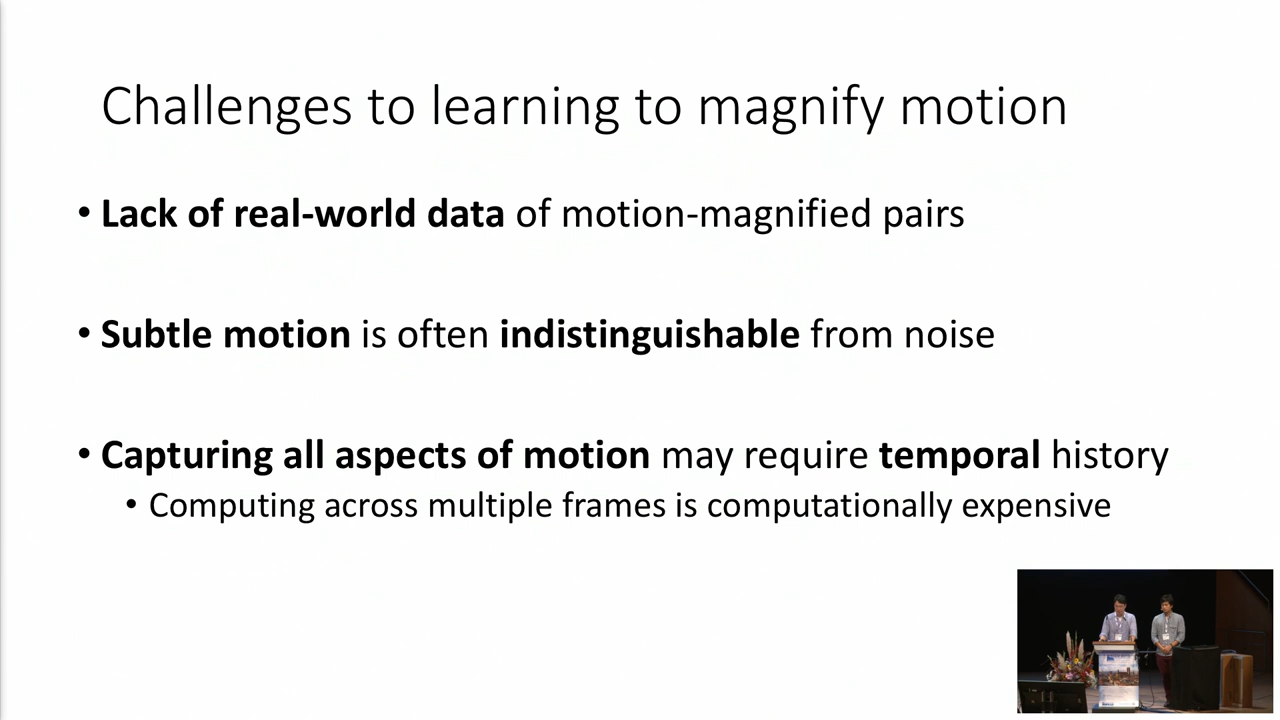 Challenges to learning to magnify motion
• Lack of real-world data of motion-magnified pairs
• Subtle motion is often indistinguishable from noise
• Capturing all aspects of motion may require temporal history
• Computing across multiple frames is computationally expensive